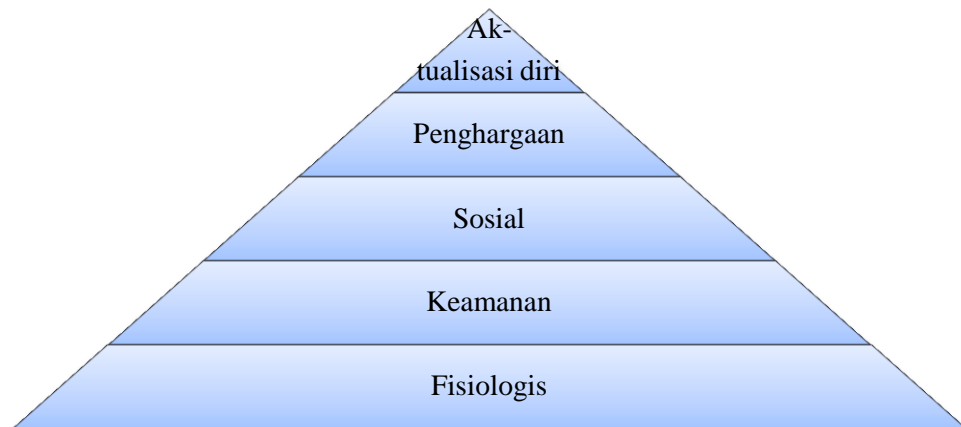 Ak-
tualisasi diri
Penghargaan
Sosial
Keamanan
Fisiologis